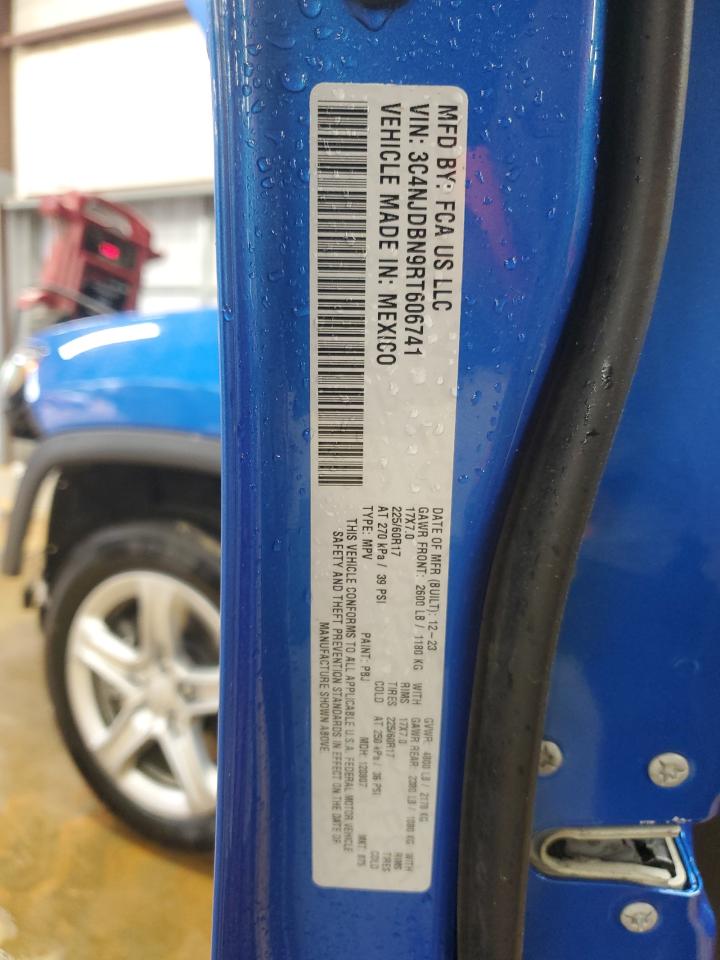 MFD BY: FCA US LLC
VIN: 3C4NJDBN9RT606741
VEHICLE MADE IN: MEXICO
DATE OF MFR (BUILT): 12-23 GVWR: 4800 LB / 2178 KG
GAWR FRONT: 2600 LB / 1180 KG WITH GAWR REAR: 2380 LB / 1080 KG WITH
17X7.0 RIMS 17X7.0 RIMS
225/60R17 TIRES 225/60R17 TIRES
AT 270 kPa / 39 PSI COLD AT 250 kPa / 36 PSI COLD
TYPE: MPV PAINT: PBJ MDH: MKT:
THIS VEHICLE CONFORMS TO ALL APPLICABLE U.S.A. FEDERAL MOTOR VEHICLE
SAFETY AND THEFT PREVENTION STANDARDS IN EFFECT ON THE DATE OF
MANUFACTURE SHOWN ABOVE.